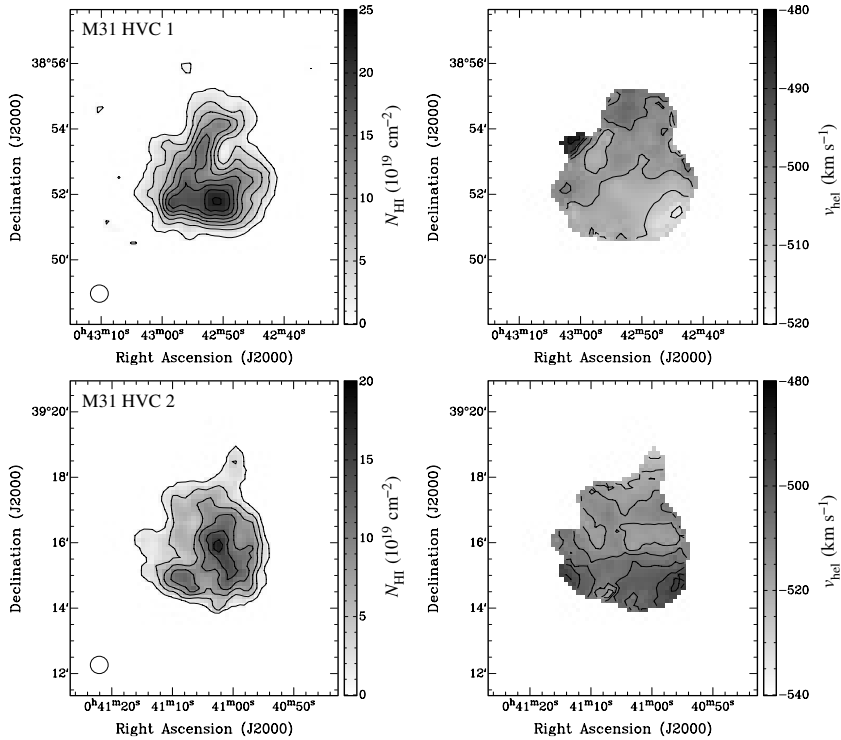 M31 HVC 1
Declination (J2000)
38°56′
54′
52′
50′
0ʰ43ᵐ10ˢ 43ᵐ00ˢ 42ᵐ50ˢ 42ᵐ40ˢ
Right Ascension (J2000)
25
20
15
10
5
0
N_HI (10¹⁹ cm⁻²)
Declination (J2000)
38°56′
54′
52′
50′
0ʰ43ᵐ10ˢ 43ᵐ00ˢ 42ᵐ50ˢ 42ᵐ40ˢ
Right Ascension (J2000)
−480
−490
−500
−510
−520
v_hel (km s⁻¹)
M31 HVC 2
Declination (J2000)
39°20′
18′
16′
14′
12′
0ʰ41ᵐ20ˢ 41ᵐ10ˢ 41ᵐ00ˢ 40ᵐ50ˢ
Right Ascension (J2000)
20
15
10
5
0
N_HI (10¹⁹ cm⁻²)
Declination (J2000)
39°20′
18′
16′
14′
12′
0ʰ41ᵐ20ˢ 41ᵐ10ˢ 41ᵐ00ˢ 40ᵐ50ˢ
Right Ascension (J2000)
−480
−500
−520
−540
v_hel (km s⁻¹)